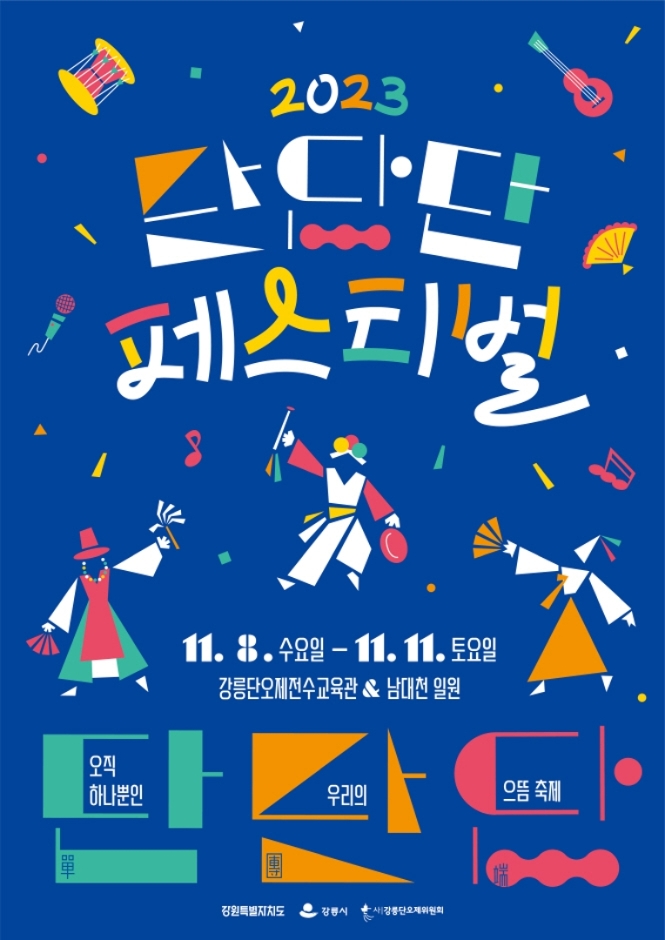 2023
단단단
페스티벌
11. 8. 수요일 – 11. 11. 토요일
강릉단오제전수교육관 & 남대천 일원
단 오직
하나뿐인
單
단 우리의
團
단 으뜸 축제
端
강원특별자치도 강릉시 (사)강릉단오제위원회